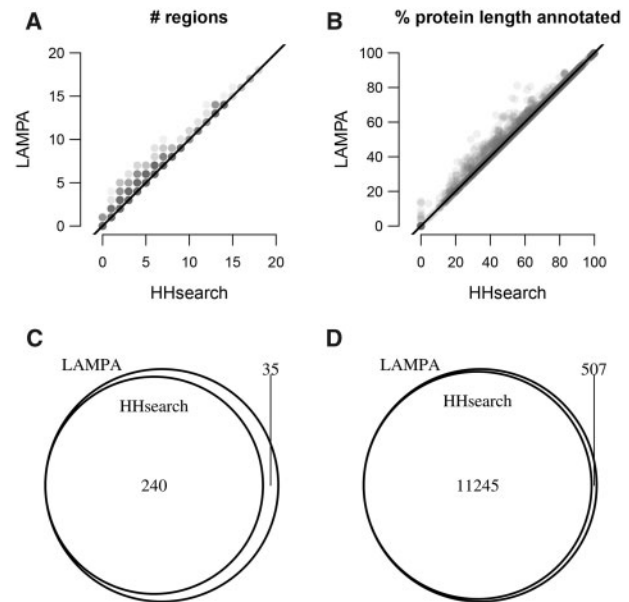 A
# regions
LAMPA
20
15
10
5
0
0 5 10 15 20
HHsearch
B
% protein length annotated
LAMPA
100
80
60
40
20
0
0 20 40 60 80 100
HHsearch
C
LAMPA
35
HHsearch
240
D
LAMPA
507
HHsearch
11245